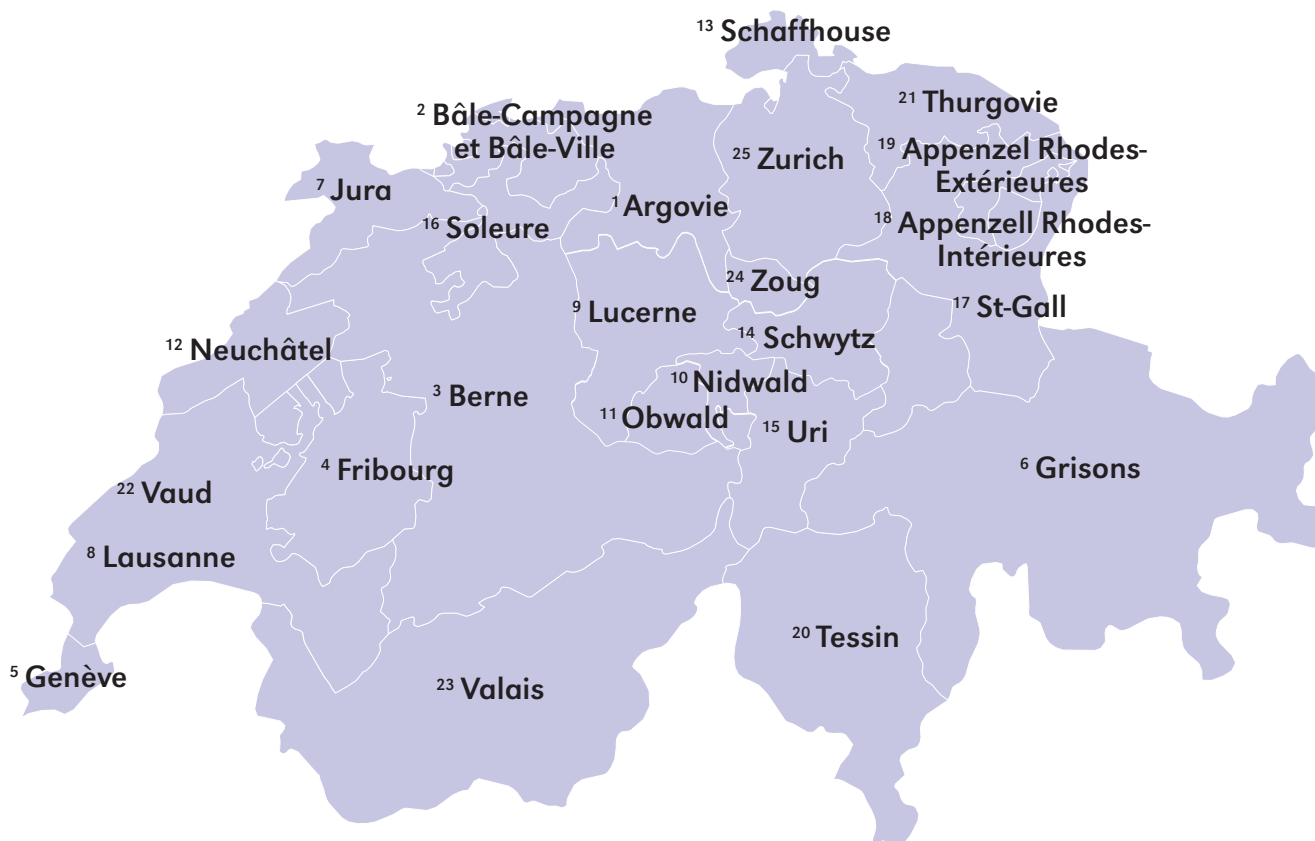 13 Schaffhouse
21 Thurgovie
2 Bâle-Campagne
et Bâle-Ville
25 Zurich
19 Appenzel Rhodes-
Extérieures
7 Jura
1 Argovie
16 Soleure
18 Appenzell Rhodes-
Intérieures
24 Zoug
17 St-Gall
9 Lucerne
14 Schwytz
12 Neuchâtel
10 Nidwald
3 Berne
11 Obwald
15 Uri
4 Fribourg
6 Grisons
22 Vaud
8 Lausanne
20 Tessin
5 Genève
23 Valais